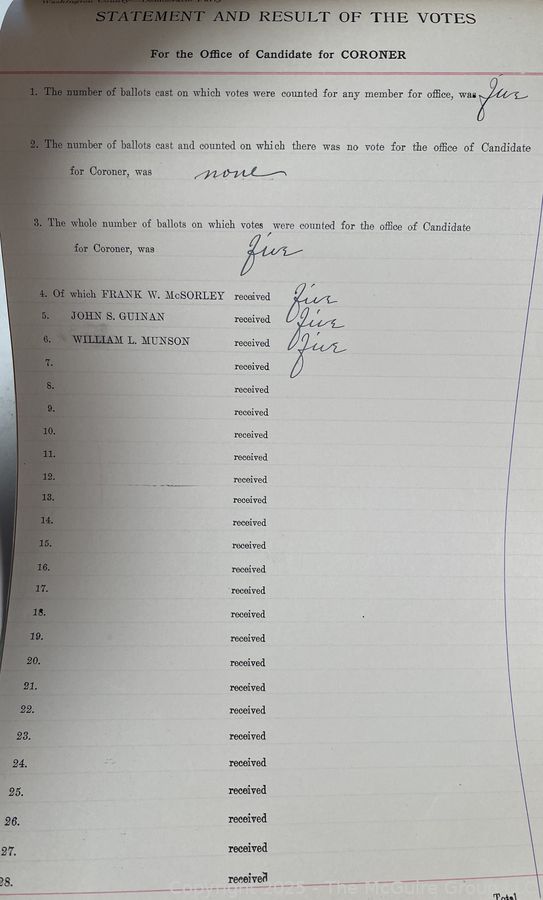 Washington County Democratic Party
STATEMENT AND RESULT OF THE VOTES
For the Office of Candidate for CORONER
1. The number of ballots cast on which votes were counted for any member for office, was five
2. The number of ballots cast and counted on which there was no vote for the office of Candidate
for Coroner, was none
3. The whole number of ballots on which votes were counted for the office of Candidate
for Coroner, was five
4. Of which FRANK W. McSORLEY received five
5. JOHN S. GUINAN received five
6. WILLIAM L. MUNSON received five
7. received
8. received
9. received
10. received
11. received
12. received
13. received
14. received
15. received
16. received
17. received
18. received
19. received
20. received
21. received
22. received
23. received
24. received
25. received
26. received
27. received
28. received
Copyright 2025 - The McGuire Group LLC
Total